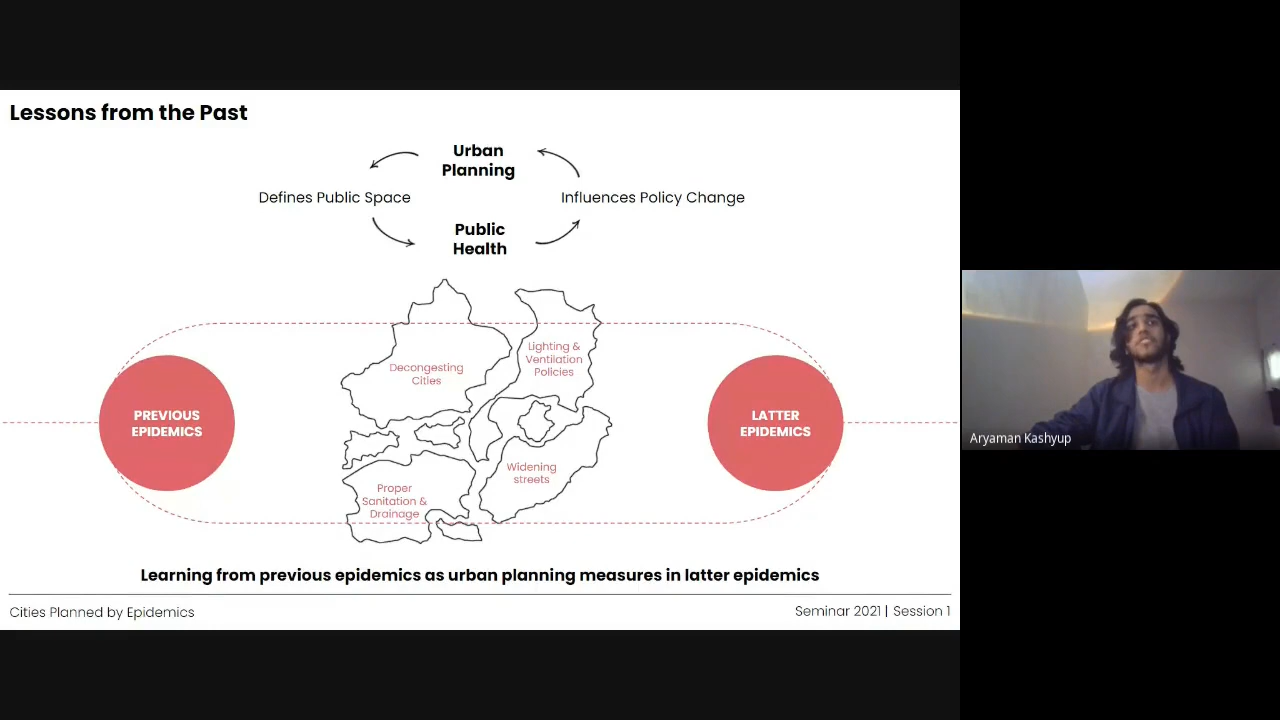 Lessons from the Past
Urban
Planning
Defines Public Space
Influences Policy Change
Public
Health
Lighting &
Ventilation
Policies
Decongesting
Cities
PREVIOUS
EPIDEMICS
LATTER
EPIDEMICS
Widening
streets
Proper
Sanitation &
Drainage
Aryaman Kashyup
Learning from previous epidemics as urban planning measures in latter epidemics
Cities Planned by Epidemics
Seminar 2021 | Session 1